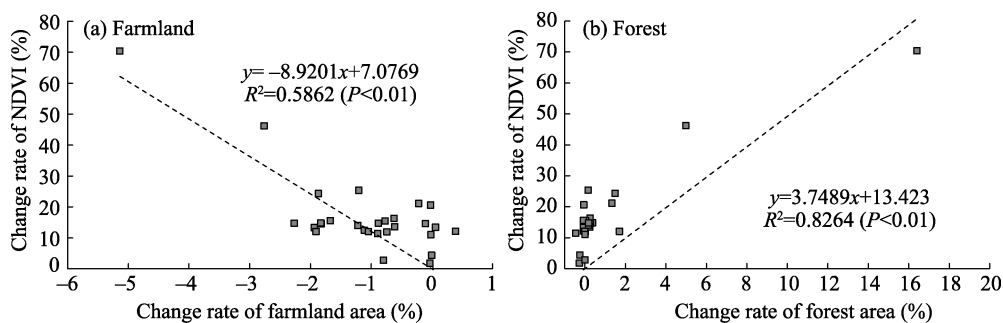 (a) Farmland
y= –8.9201x+7.0769
R²=0.5862 (P<0.01)
Change rate of NDVI (%)
80
70
60
50
40
30
20
10
0
–6 –5 –4 –3 –2 –1 0 1
Change rate of farmland area (%)
(b) Forest
y=3.7489x+13.423
R²=0.8264 (P<0.01)
Change rate of NDVI (%)
80
70
60
50
40
30
20
10
0
0 2 4 6 8 10 12 14 16 18 20
Change rate of forest area (%)